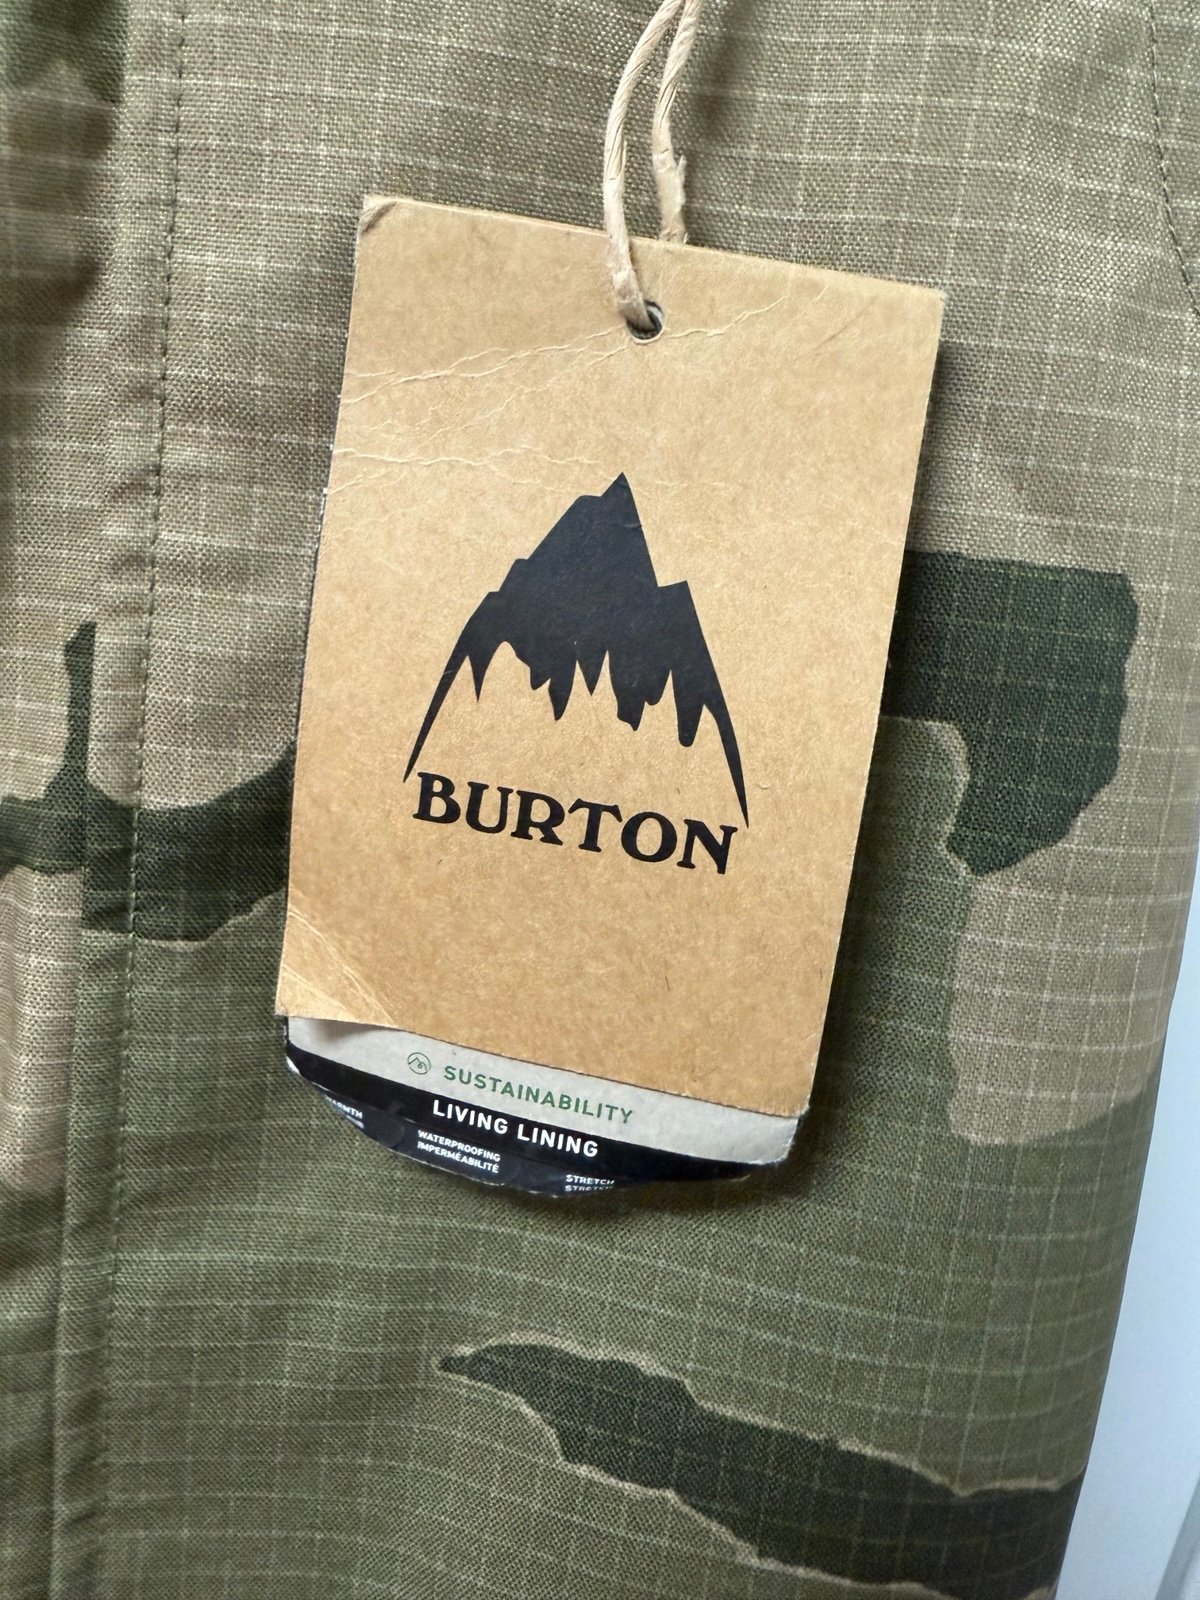 BURTON
SUSTAINABILITY
LIVING LINING
WATERPROOFING
IMPERMÉABILITÉ
STRETCH